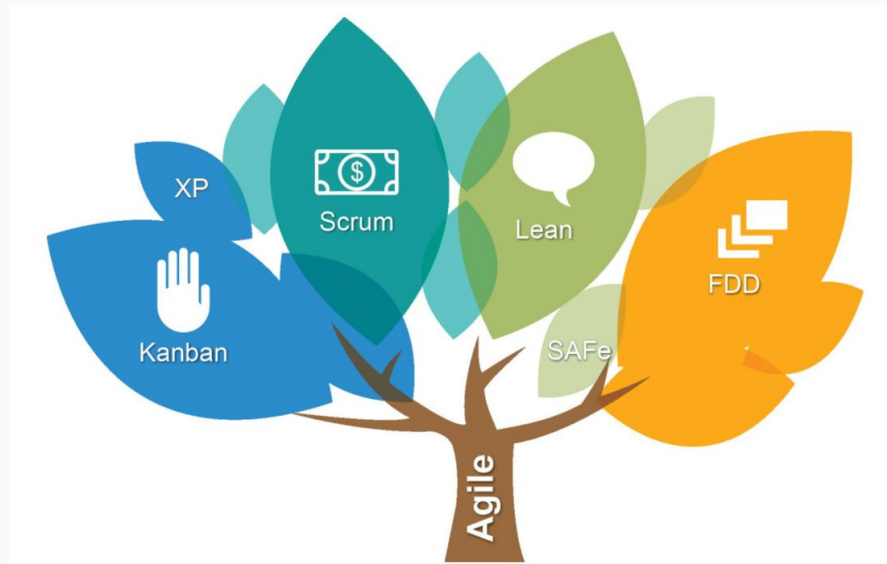 XP
Scrum
$
Lean
FDD
Kanban
SAFe
Agile